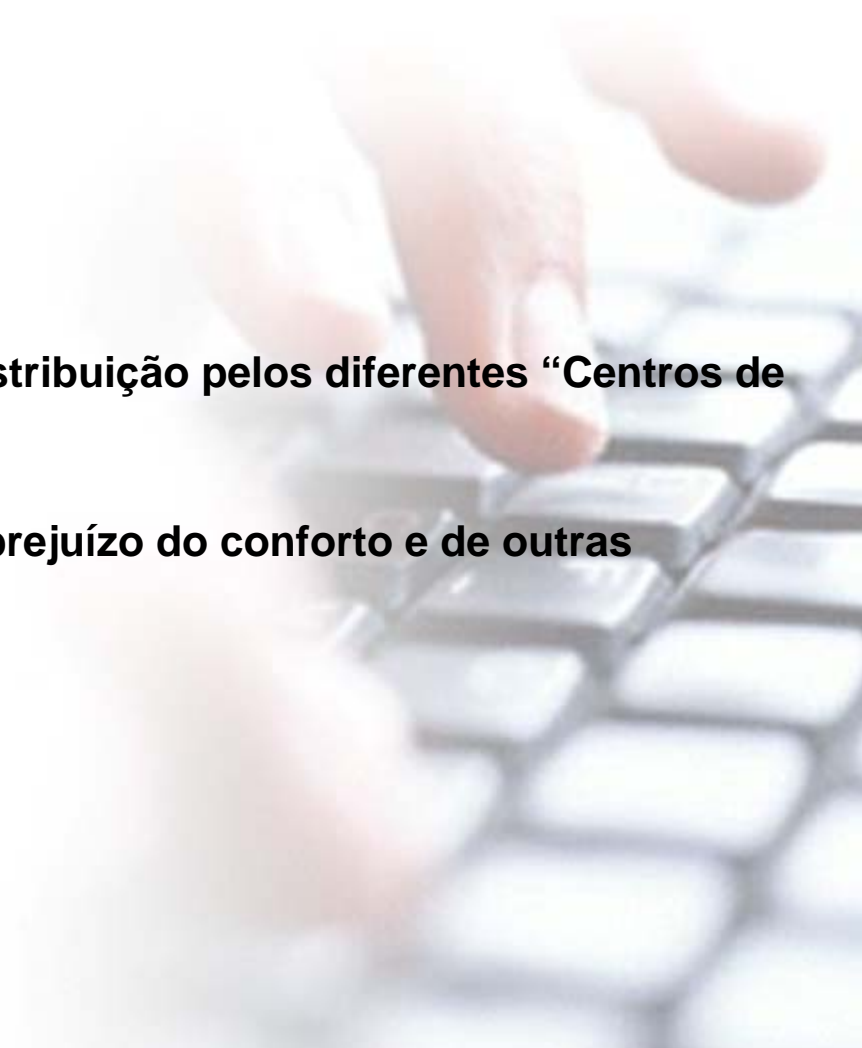 stribuição pelos diferentes “Centros de
prejuízo do conforto e de outras